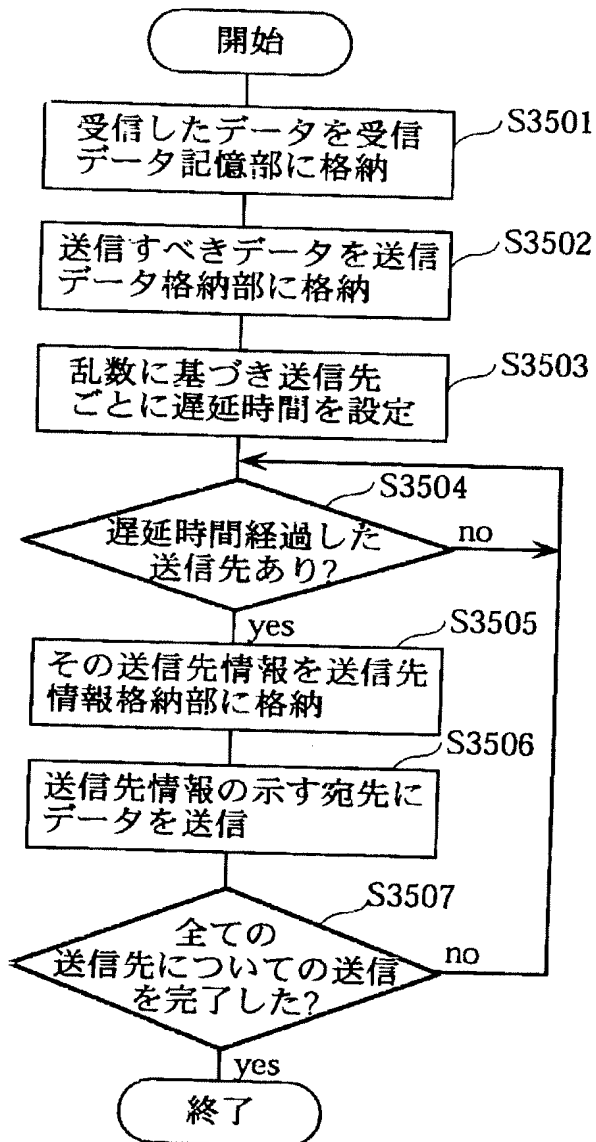 開始
受信したデータを受信
データ記憶部に格納
S3501
送信すべきデータを送信
データ格納部に格納
S3502
乱数に基づき送信先
ごとに遅延時間を設定
S3503
S3504
遅延時間経過した
送信先あり?
no
yes
S3505
その送信先情報を送信先
情報格納部に格納
S3506
送信先情報の示す宛先に
データを送信
S3507
全ての
送信先についての送信
を完了した?
no
yes
終了